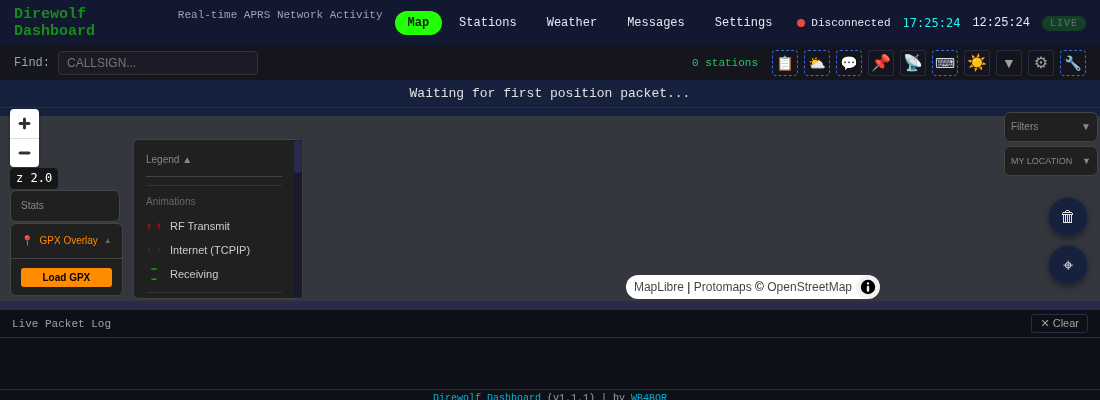 Direwolf
Dashboard
Real-time APRS Network Activity
Map
Stations
Weather
Messages
Settings
Disconnected
17:25:24
12:25:24
LIVE
Find:
CALLSIGN...
0 stations
Waiting for first position packet...
z 2.0
Stats
GPX Overlay ▲
Load GPX
Legend ▲
Animations
RF Transmit
Internet (TCPIP)
Receiving
Filters ▼
MY LOCATION ▼
MapLibre | Protomaps © OpenStreetMap
Live Packet Log
✕ Clear
Direwolf Dashboard (v1.1.1) | by WB4BOR